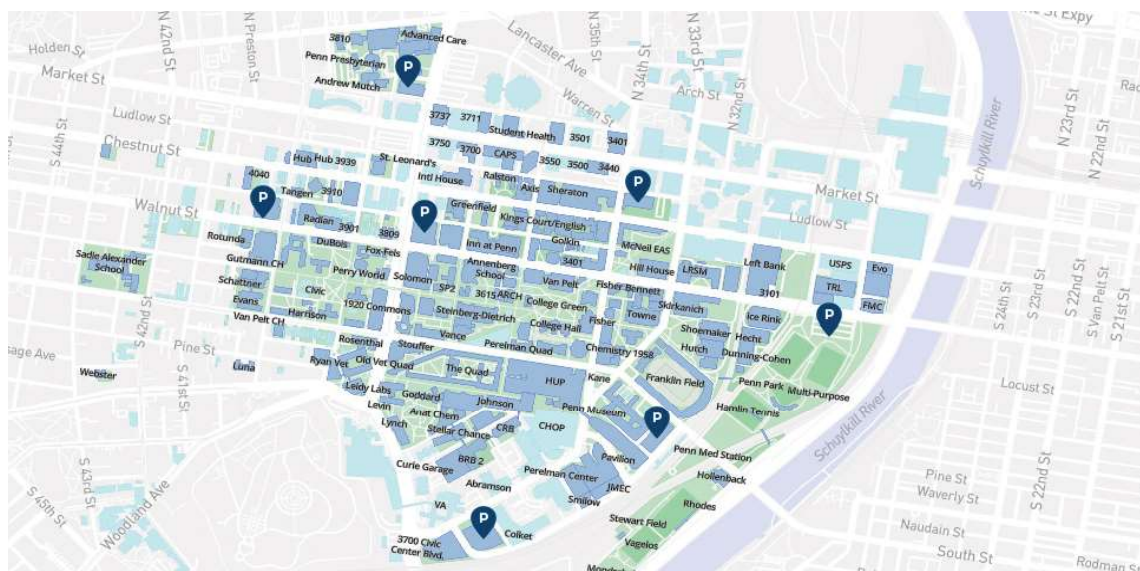 Holden St
N 42nd St
N Preston St
3810
Advanced Care
Penn Presbyterian
Andrew Mutch
P
Lancaster Ave
N 35th St
N 34th St
N 33rd St
N 32nd St
Arch St
Warren St
St Expy
N 23rd St
N 22nd St
Schuylkill River
Market St
Ludlow St
Chestnut St
S 44th St
Walnut St
3737
3711
Student Health
3501
3401
3750
3700
CAPS
3550
3500
3440
Hub
Hub 3939
St. Leonard's
Intl House
Ralston
Axis
Sheraton
P
Market St
Ludlow St
4040
Tangen
3910
P
Radian
3901
3809
P
Greenfield
Kings Court/English
Rotunda
DuBois
Fox-Fels
Inn at Penn
Golkin
McNeil EAS
Sadie Alexander
School
Gutmann CH
Perry World
Solomon
Annenberg
School
3401
Hill House
LRSM
Left Bank
USPS
Evo
Schattner
Civic
SP2
3615
ARCH
Van Pelt
Fisher Bennett
3101
TRL
FMC
Evans
Harrison
1920 Commons
Steinberg-Dietrich
College Green
Fisher
Towne
Skirkanich
Ice Rink
P
Van Pelt CH
Vance
College Hall
Shoemaker
Hecht
S 42nd St
Pine St
Rosenthal
Stouffer
Perelman Quad
Chemistry 1958
Hutch
Dunning-Cohen
S 24th St
S 23rd St
S 22nd St
S Van Pelt St
S 21st St
Webster
S 41st St
Luna
Ryan Vet
Old Vet Quad
The Quad
HUP
Kane
Franklin Field
Penn Park
Multi-Purpose
Locust St
Leidy Labs
Goddard
Johnson
Penn Museum
Hamlin Tennis
Levin
Anat Chem
Lynch
Stellar Chance
CRB
CHOP
P
Schuylkill River
Curie Garage
BRB 2
Pavilion
Penn Med Station
S 43rd St
S 45th St
Woodland Ave
Abramson
Perelman Center
JMEC
Smilow
Hollenback
Pine St
Waverly St
S 22nd St
VA
P
Colket
Rhodes
Stewart Field
Vagelos
3700 Civic
Center Blvd.
Naudain St
South St
Rodman St